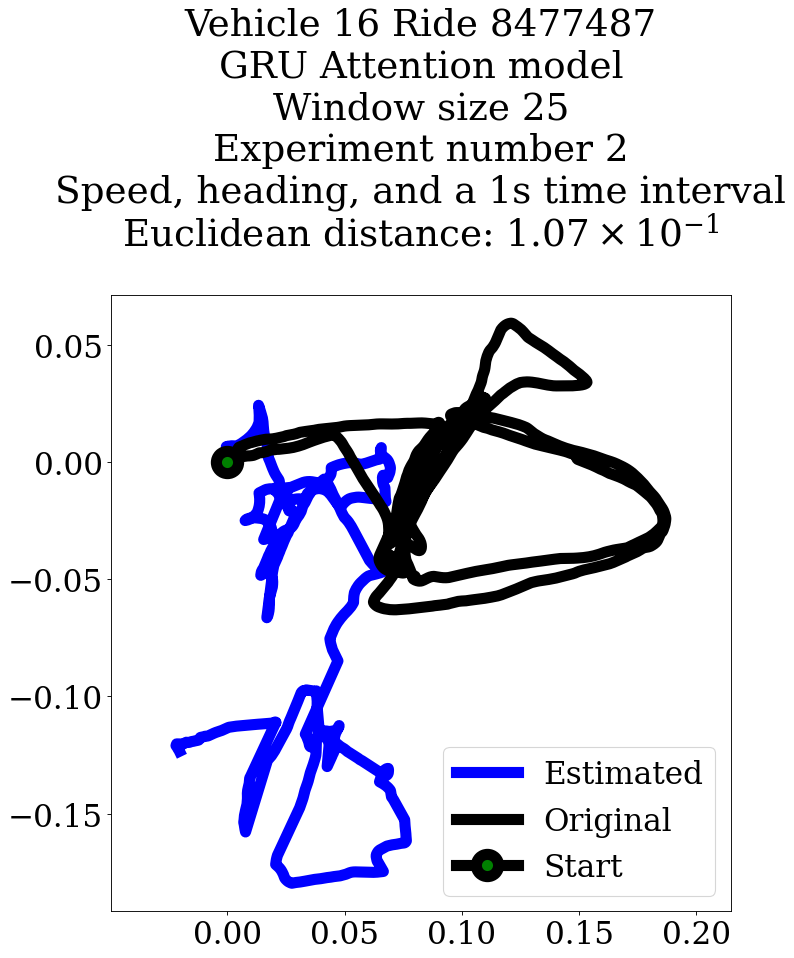 Vehicle 16 Ride 8477487
GRU Attention model
Window size 25
Experiment number 2
Speed, heading, and a 1s time interval
Euclidean distance: 1.07 × 10⁻¹
0.05
0.00
−0.05
−0.10
−0.15
Estimated
Original
Start
0.00 0.05 0.10 0.15 0.20